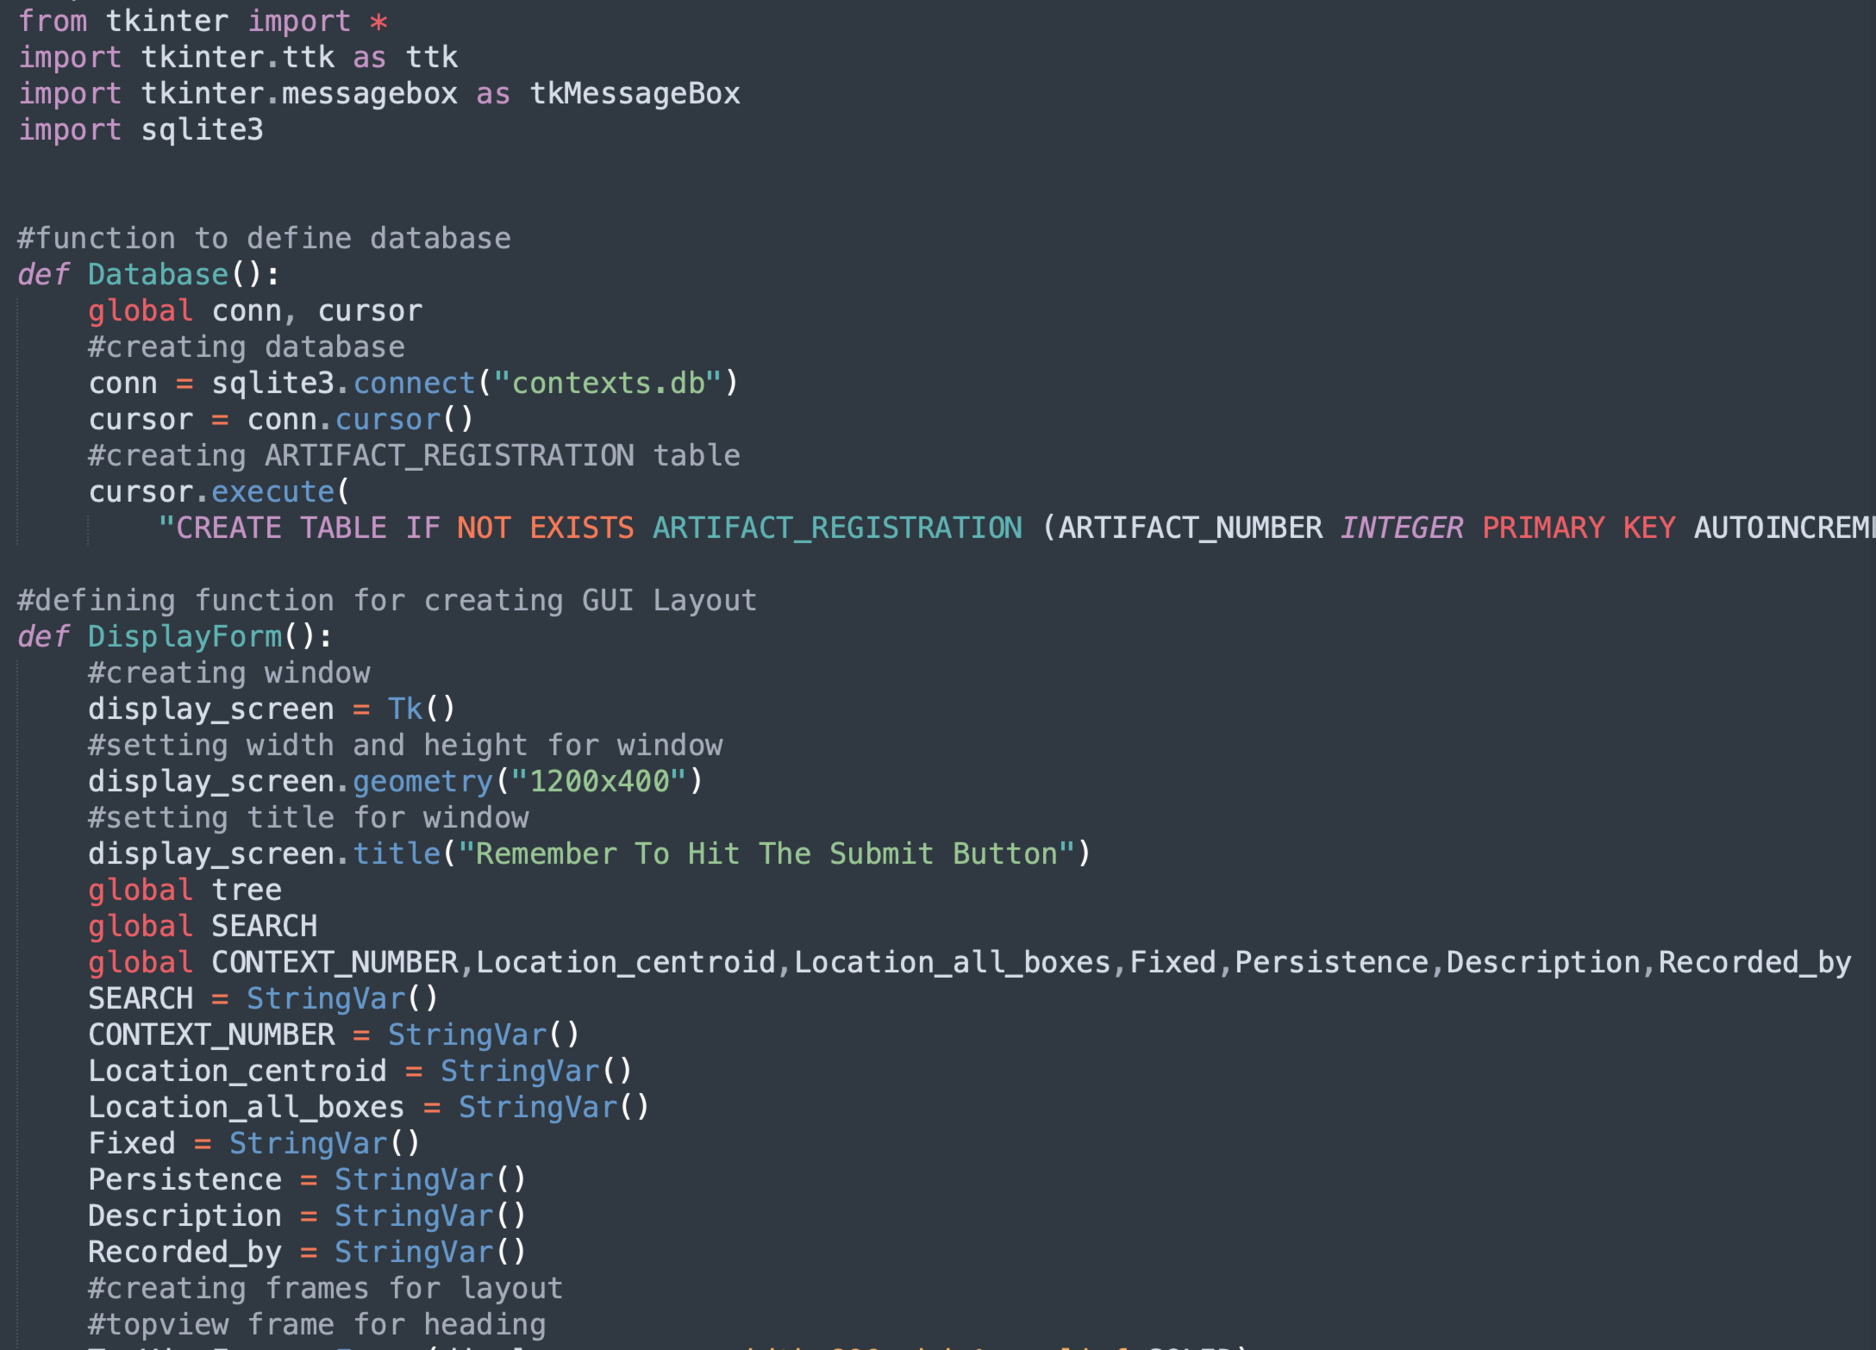 from tkinter import *
import tkinter.ttk as ttk
import tkinter.messagebox as tkMessageBox
import sqlite3
#function to define database
def Database():
    global conn, cursor
    #creating database
    conn = sqlite3.connect("contexts.db")
    cursor = conn.cursor()
    #creating ARTIFACT_REGISTRATION table
    cursor.execute(
        "CREATE TABLE IF NOT EXISTS ARTIFACT_REGISTRATION (ARTIFACT_NUMBER INTEGER PRIMARY KEY AUTOINCREM
#defining function for creating GUI Layout
def DisplayForm():
    #creating window
    display_screen = Tk()
    #setting width and height for window
    display_screen.geometry("1200x400")
    #setting title for window
    display_screen.title("Remember To Hit The Submit Button")
    global tree
    global SEARCH
    global CONTEXT_NUMBER,Location_centroid,Location_all_boxes,Fixed,Persistence,Description,Recorded_by
    SEARCH = StringVar()
    CONTEXT_NUMBER = StringVar()
    Location_centroid = StringVar()
    Location_all_boxes = StringVar()
    Fixed = StringVar()
    Persistence = StringVar()
    Description = StringVar()
    Recorded_by = StringVar()
    #creating frames for layout
    #topview frame for heading